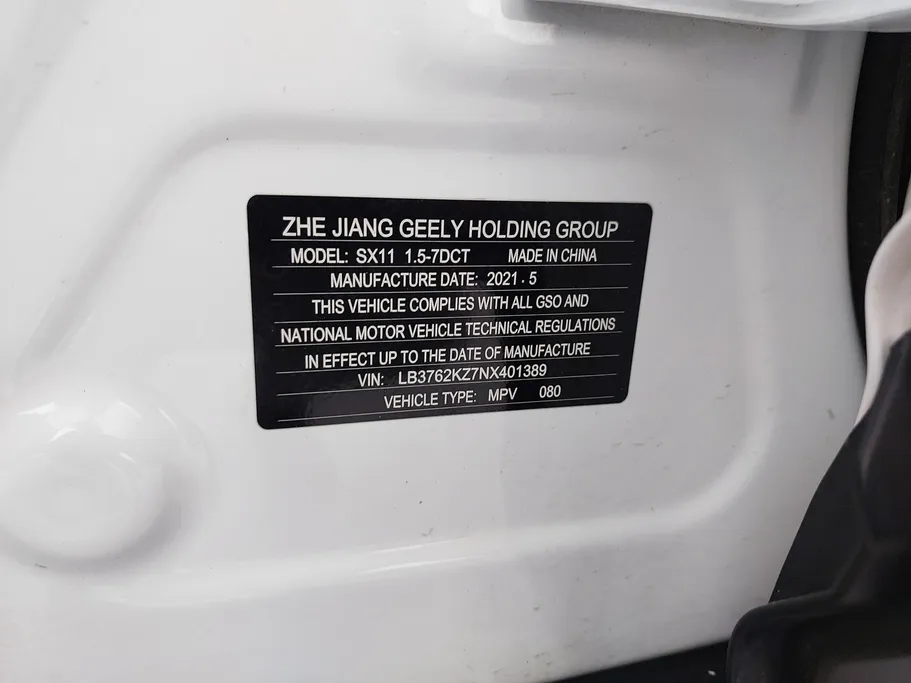 ZHE JIANG GEELY HOLDING GROUP
MODEL: SX11 1.5-7DCT MADE IN CHINA
MANUFACTURE DATE: 2021 . 5
THIS VEHICLE COMPLIES WITH ALL GSO AND
NATIONAL MOTOR VEHICLE TECHNICAL REGULATIONS
IN EFFECT UP TO THE DATE OF MANUFACTURE
VIN: LB3762KZ7NX401389
VEHICLE TYPE: MPV 080